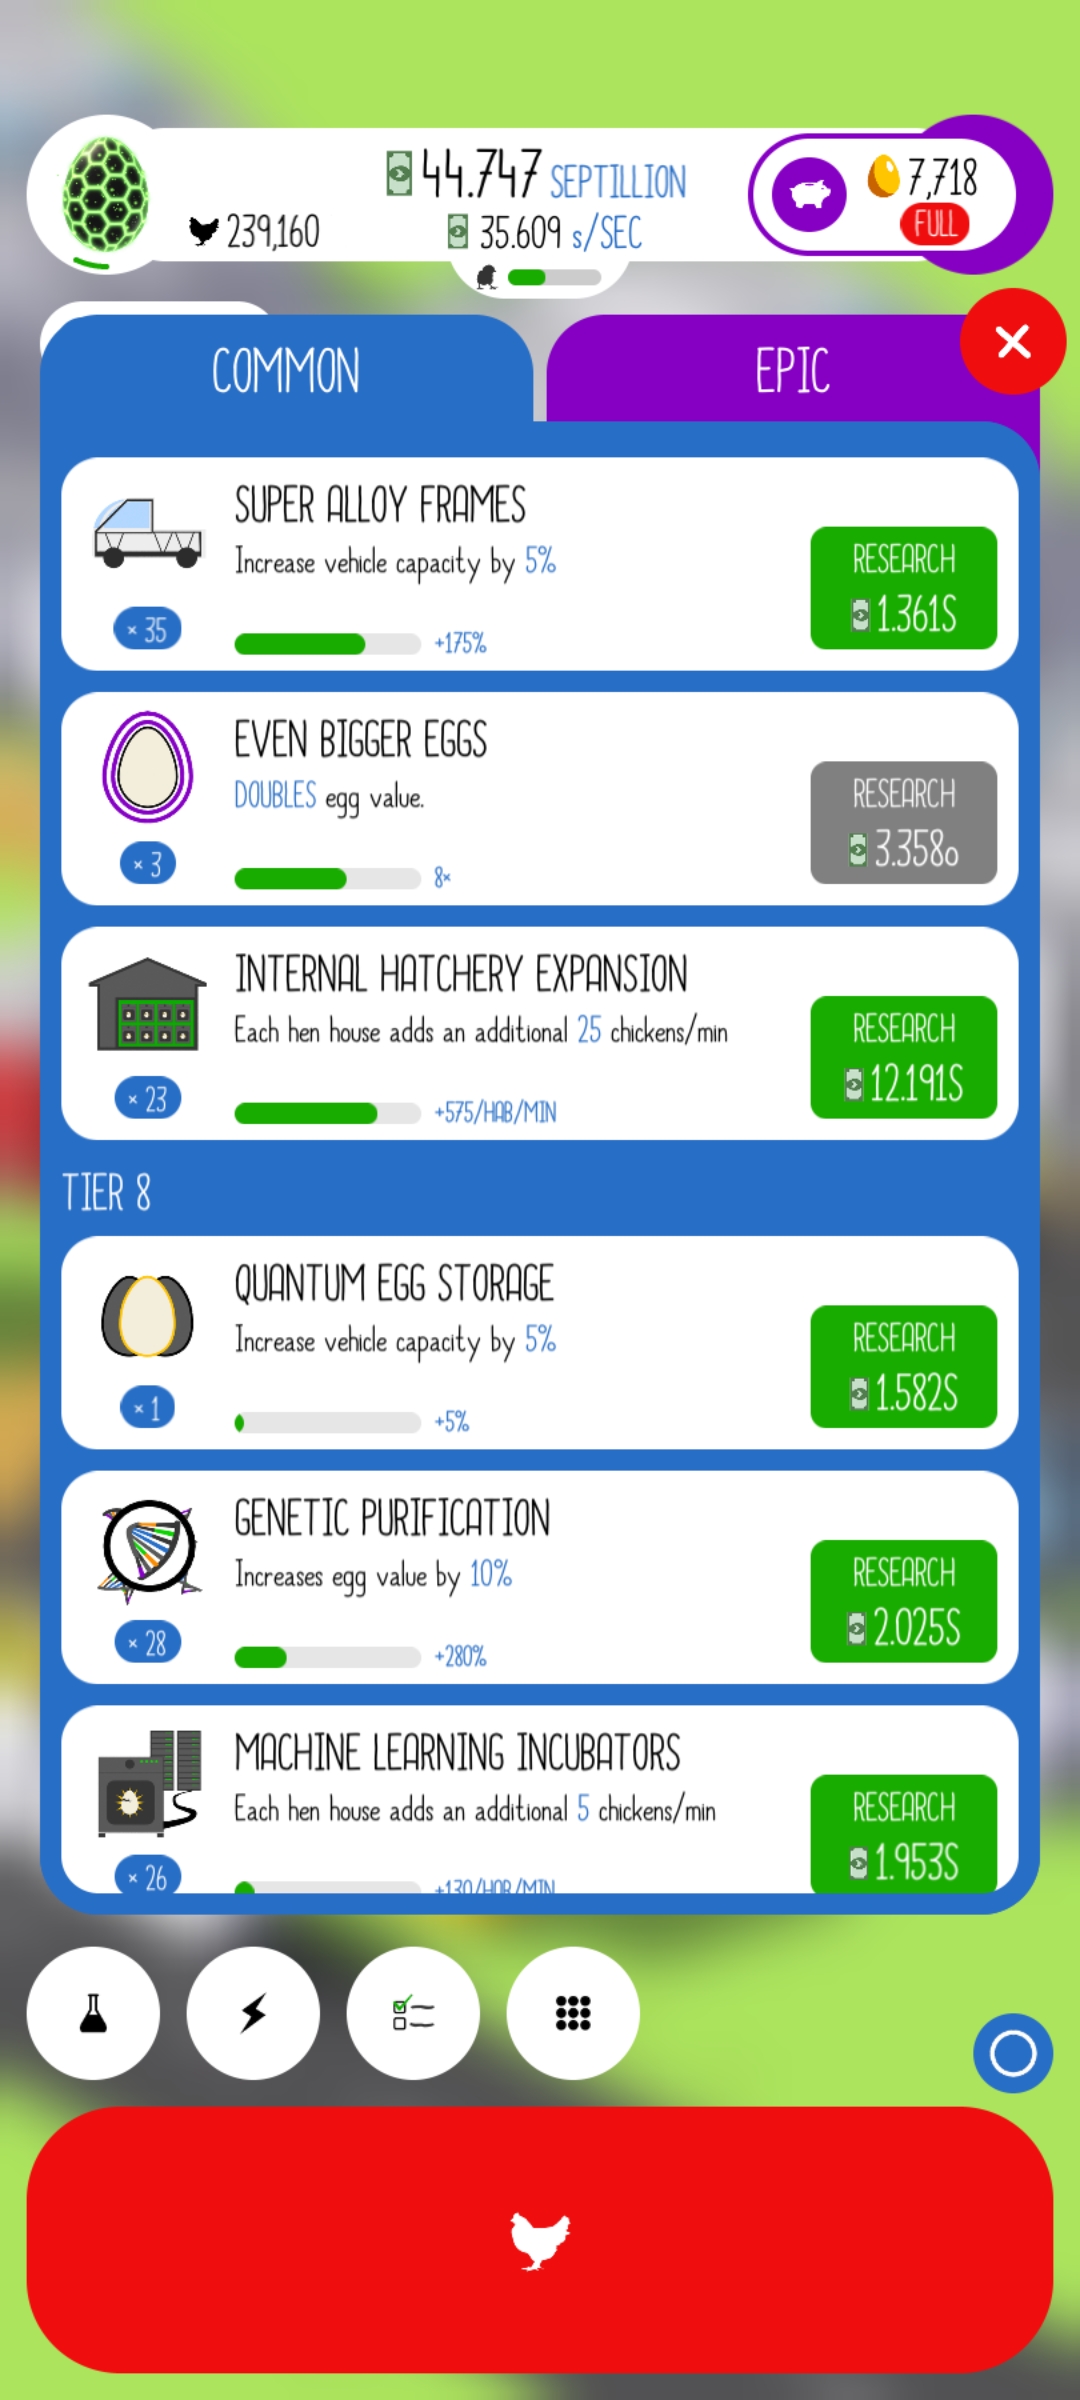 44.747 SEPTILLION
7,718
239,160
35.609 s/SEC
FULL
COMMON
EPIC
SUPER ALLOY FRAMES
Increase vehicle capacity by 5%
RESEARCH
1.361S
× 35
+175%
EVEN BIGGER EGGS
DOUBLES egg value.
RESEARCH
3.358o
× 3
8×
INTERNAL HATCHERY EXPANSION
Each hen house adds an additional 25 chickens/min
RESEARCH
12.191S
× 23
+575/HAB/MIN
TIER 8
QUANTUM EGG STORAGE
Increase vehicle capacity by 5%
RESEARCH
1.582S
× 1
+5%
GENETIC PURIFICATION
Increases egg value by 10%
RESEARCH
2.025S
× 28
+280%
MACHINE LEARNING INCUBATORS
Each hen house adds an additional 5 chickens/min
RESEARCH
1.953S
× 26
+130/HAB/MIN